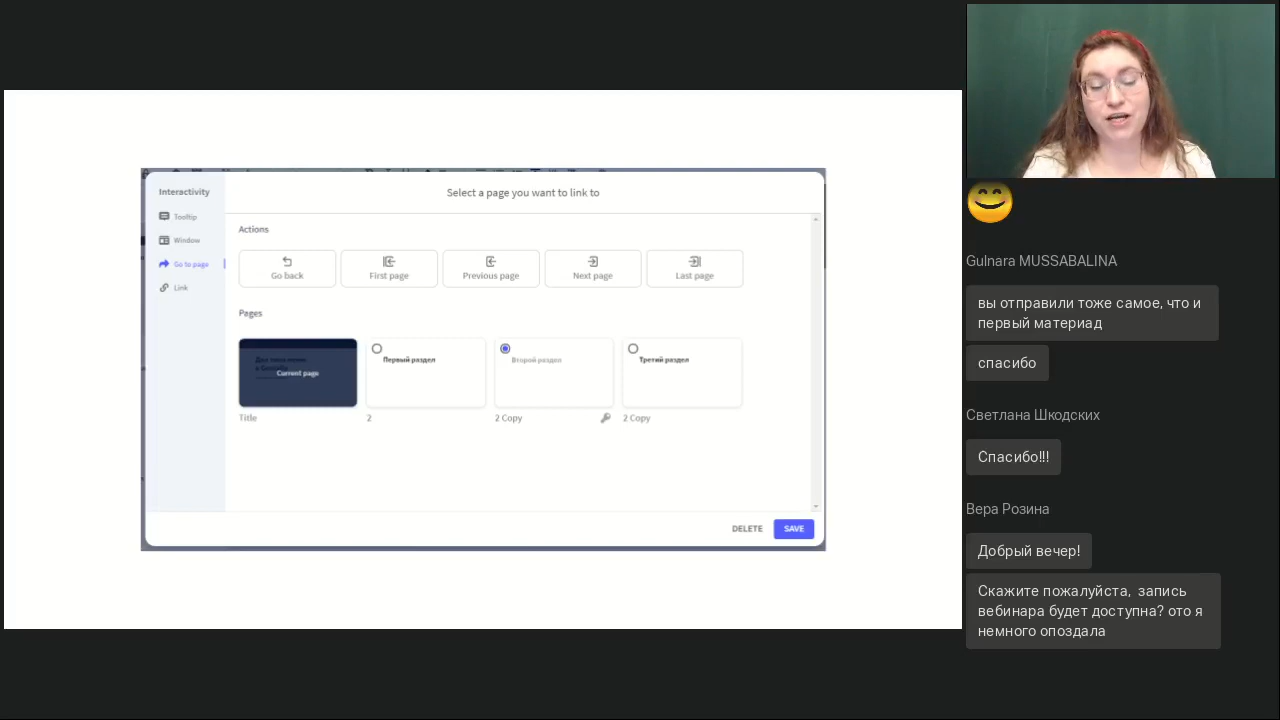 Interactivity
Tooltip
Window
Go to page
Link
Select a page you want to link to
Actions
Go back
First page
Previous page
Next page
Last page
Pages
Current page
Первый раздел
Второй раздел
Третий раздел
Title
2
2 Copy
2 Copy
DELETE
SAVE
Gulnara MUSSABALINA
вы отправили тоже самое, что и
первый материад
спасибо
Светлана Шкодских
Спасибо!!!
Вера Розина
Добрый вечер!
Скажите пожалуйста, запись
вебинара будет доступна? ото я
немного опоздала